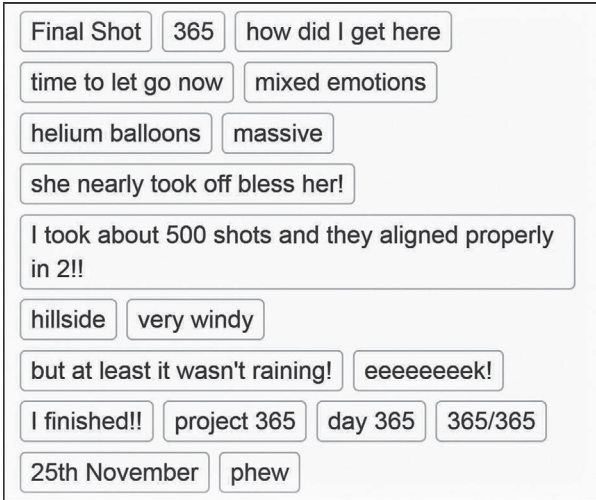 Final Shot 365 how did I get here
time to let go now mixed emotions
helium balloons massive
she nearly took off bless her!
I took about 500 shots and they aligned properly
in 2!!
hillside very windy
but at least it wasn't raining! eeeeeeeek!
I finished!! project 365 day 365 365/365
25th November phew